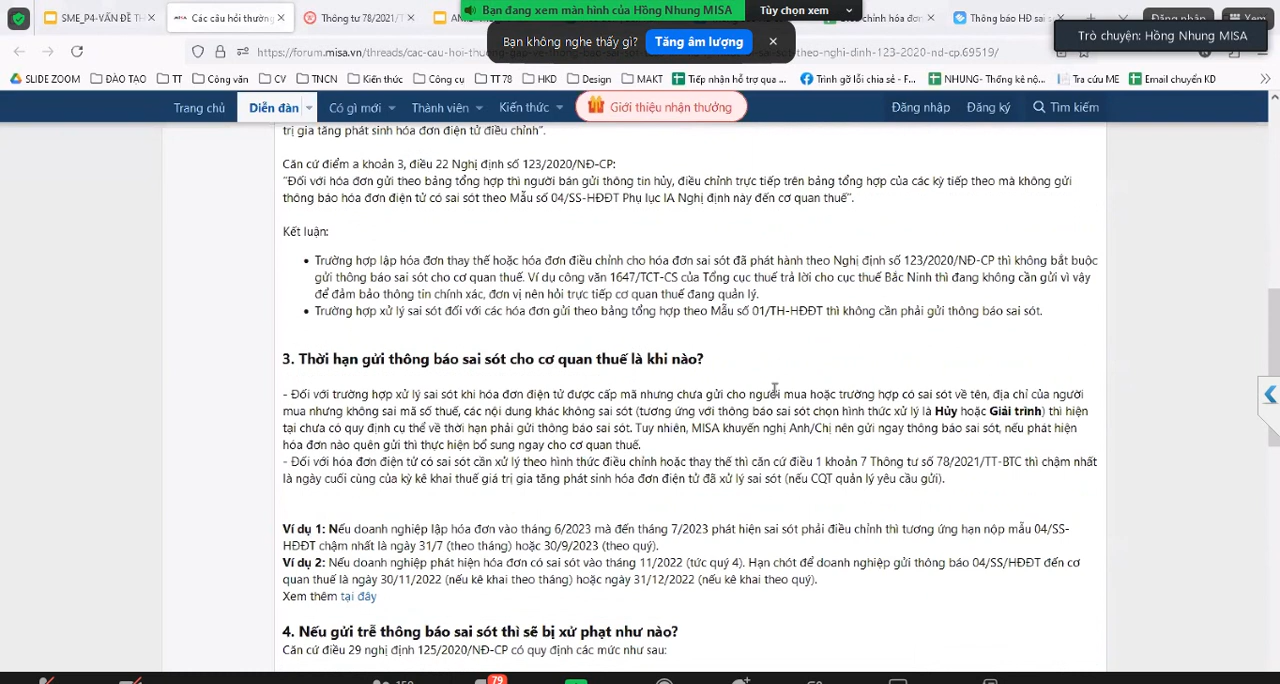 SME_P4-VẤN ĐỀ TH
Các câu hỏi thường
Thông tư 78/2021/T
Bạn đang xem màn hình của Hồng Nhung MISA
Tùy chọn xem
chỉnh hóa đơn
Thông báo HĐ sai
Đăng nhập
Xem
Bạn không nghe thấy gì?
Tăng âm lượng
Trò chuyện: Hồng Nhung MISA
https://forum.misa.vn/threads/cac-cau-hoi-thuong
sot-theo-nghi-dinh-123-2020-nd-cp.69519/
SLIDE ZOOM
ĐÀO TẠO
TT
Công văn
CV
TNCN
Kiến thức
Công cụ
TT 78
HKD
Design
MAKT
Tiếp nhận hỗ trợ qua ...
Trình gỡ lỗi chia sẻ - F...
NHUNG- Thống kê nộ...
Tra cứu ME
Email chuyển KD
Trang chủ
Diễn đàn
Có gì mới
Thành viên
Kiến thức
Giới thiệu nhận thưởng
Đăng nhập
Đăng ký
Tìm kiếm
trị gia tăng phát sinh hóa đơn điện tử điều chỉnh".
Căn cứ điểm a khoản 3, điều 22 Nghị định số 123/2020/NĐ-CP:
"Đối với hóa đơn gửi theo bảng tổng hợp thì người bán gửi thông tin hủy, điều chỉnh trực tiếp trên bảng tổng hợp của các kỳ tiếp theo mà không gửi
thông báo hóa đơn điện tử có sai sót theo Mẫu số 04/SS-HĐĐT Phụ lục IA Nghị định này đến cơ quan thuế".
Kết luận:
• Trường hợp lập hóa đơn thay thế hoặc hóa đơn điều chỉnh cho hóa đơn sai sót đã phát hành theo Nghị định số 123/2020/NĐ-CP thì không bắt buộc
gửi thông báo sai sót cho cơ quan thuế. Ví dụ công văn 1647/TCT-CS của Tổng cục thuế trả lời cho cục thuế Bắc Ninh thì đang không cần gửi vì vậy
để đảm bảo thông tin chính xác, đơn vị nên hỏi trực tiếp cơ quan thuế đang quản lý.
• Trường hợp xử lý sai sót đối với các hóa đơn gửi theo bảng tổng hợp theo Mẫu số 01/TH-HĐĐT thì không cần phải gửi thông báo sai sót.
3. Thời hạn gửi thông báo sai sót cho cơ quan thuế là khi nào?
- Đối với trường hợp xử lý sai sót khi hóa đơn điện tử được cấp mã nhưng chưa gửi cho người mua hoặc trường hợp có sai sót về tên, địa chỉ của người
mua nhưng không sai mã số thuế, các nội dung khác không sai sót (tương ứng với thông báo sai sót chọn hình thức xử lý là Hủy hoặc Giải trình) thì hiện
tại chưa có quy định cụ thể về thời hạn phải gửi thông báo sai sót. Tuy nhiên, MISA khuyến nghị Anh/Chị nên gửi ngay thông báo sai sót, nếu phát hiện
hóa đơn nào quên gửi thì thực hiện bổ sung ngay cho cơ quan thuế.
- Đối với hóa đơn điện tử có sai sót cần xử lý theo hình thức điều chỉnh hoặc thay thế thì căn cứ điều 1 khoản 7 Thông tư số 78/2021/TT-BTC thì chậm nhất
là ngày cuối cùng của kỳ kê khai thuế giá trị gia tăng phát sinh hóa đơn điện tử đã xử lý sai sót (nếu CQT quản lý yêu cầu gửi).
Ví dụ 1: Nếu doanh nghiệp lập hóa đơn vào tháng 6/2023 mà đến tháng 7/2023 phát hiện sai sót phải điều chỉnh thì tương ứng hạn nộp mẫu 04/SS-
HĐĐT chậm nhất là ngày 31/7 (theo tháng) hoặc 30/9/2023 (theo quý).
Ví dụ 2: Nếu doanh nghiệp phát hiện hóa đơn có sai sót vào tháng 11/2022 (tức quý 4). Hạn chót để doanh nghiệp gửi thông báo 04/SS/HĐĐT đến cơ
quan thuế là ngày 30/11/2022 (nếu kê khai theo tháng) hoặc ngày 31/12/2022 (nếu kê khai theo quý).
Xem thêm tại đây
4. Nếu gửi trễ thông báo sai sót thì sẽ bị xử phạt như nào?
Căn cứ điều 29 nghị định 125/2020/NĐ-CP có quy định các mức như sau:
79